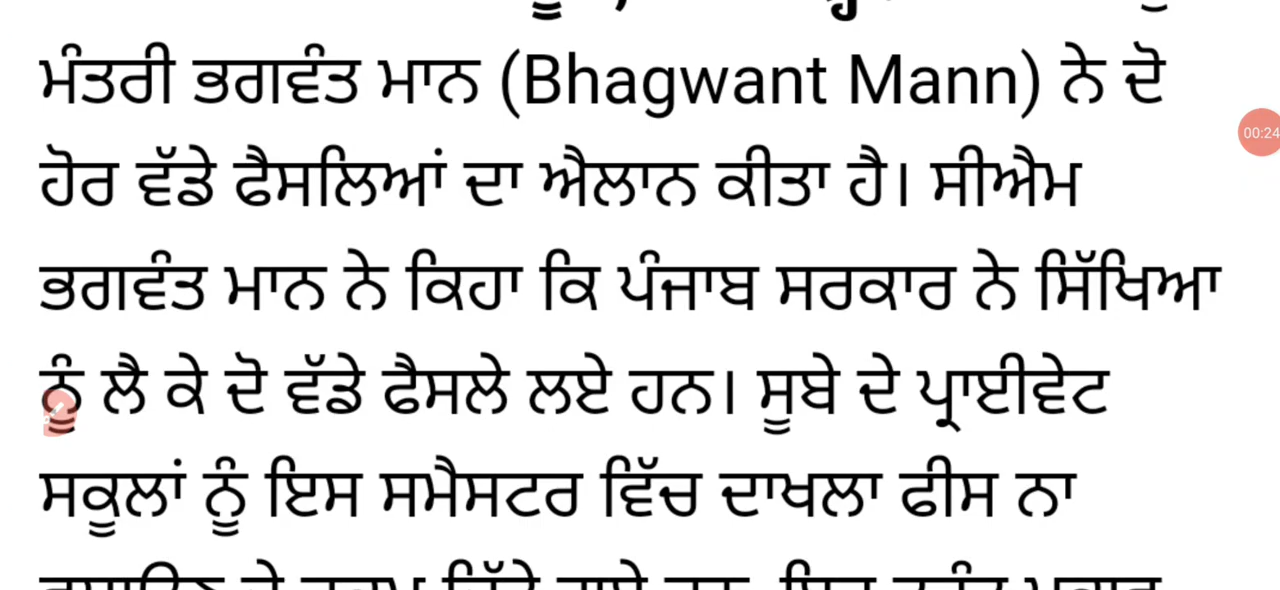 ਮੰਤਰੀ ਭਗਵੰਤ ਮਾਨ (Bhagwant Mann) ਨੇ ਦੋ
00:24
ਹੋਰ ਵੱਡੇ ਫੈਸਲਿਆਂ ਦਾ ਐਲਾਨ ਕੀਤਾ ਹੈ। ਸੀਐਮ
ਭਗਵੰਤ ਮਾਨ ਨੇ ਕਿਹਾ ਕਿ ਪੰਜਾਬ ਸਰਕਾਰ ਨੇ ਸਿੱਖਿਆ
ਨੂੰ ਲੈ ਕੇ ਦੋ ਵੱਡੇ ਫੈਸਲੇ ਲਏ ਹਨ। ਸੂਬੇ ਦੇ ਪ੍ਰਾਈਵੇਟ
ਸਕੂਲਾਂ ਨੂੰ ਇਸ ਸਮੈਸਟਰ ਵਿੱਚ ਦਾਖਲਾ ਫੀਸ ਨਾ